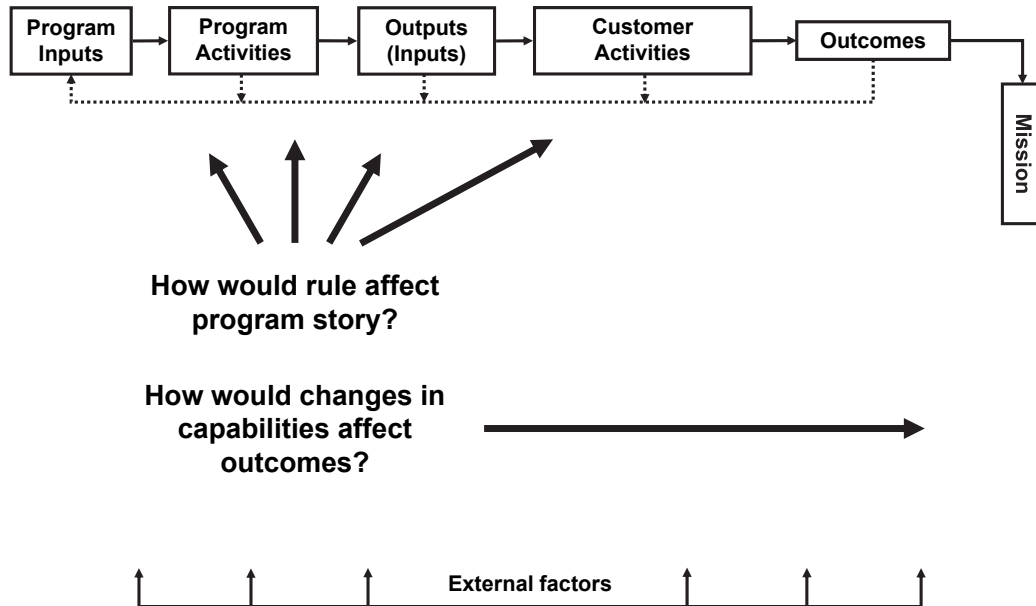 Program
Inputs
Program
Activities
Outputs
(Inputs)
Customer
Activities
Outcomes
Mission
How would rule affect
program story?
How would changes in
capabilities affect
outcomes?
External factors